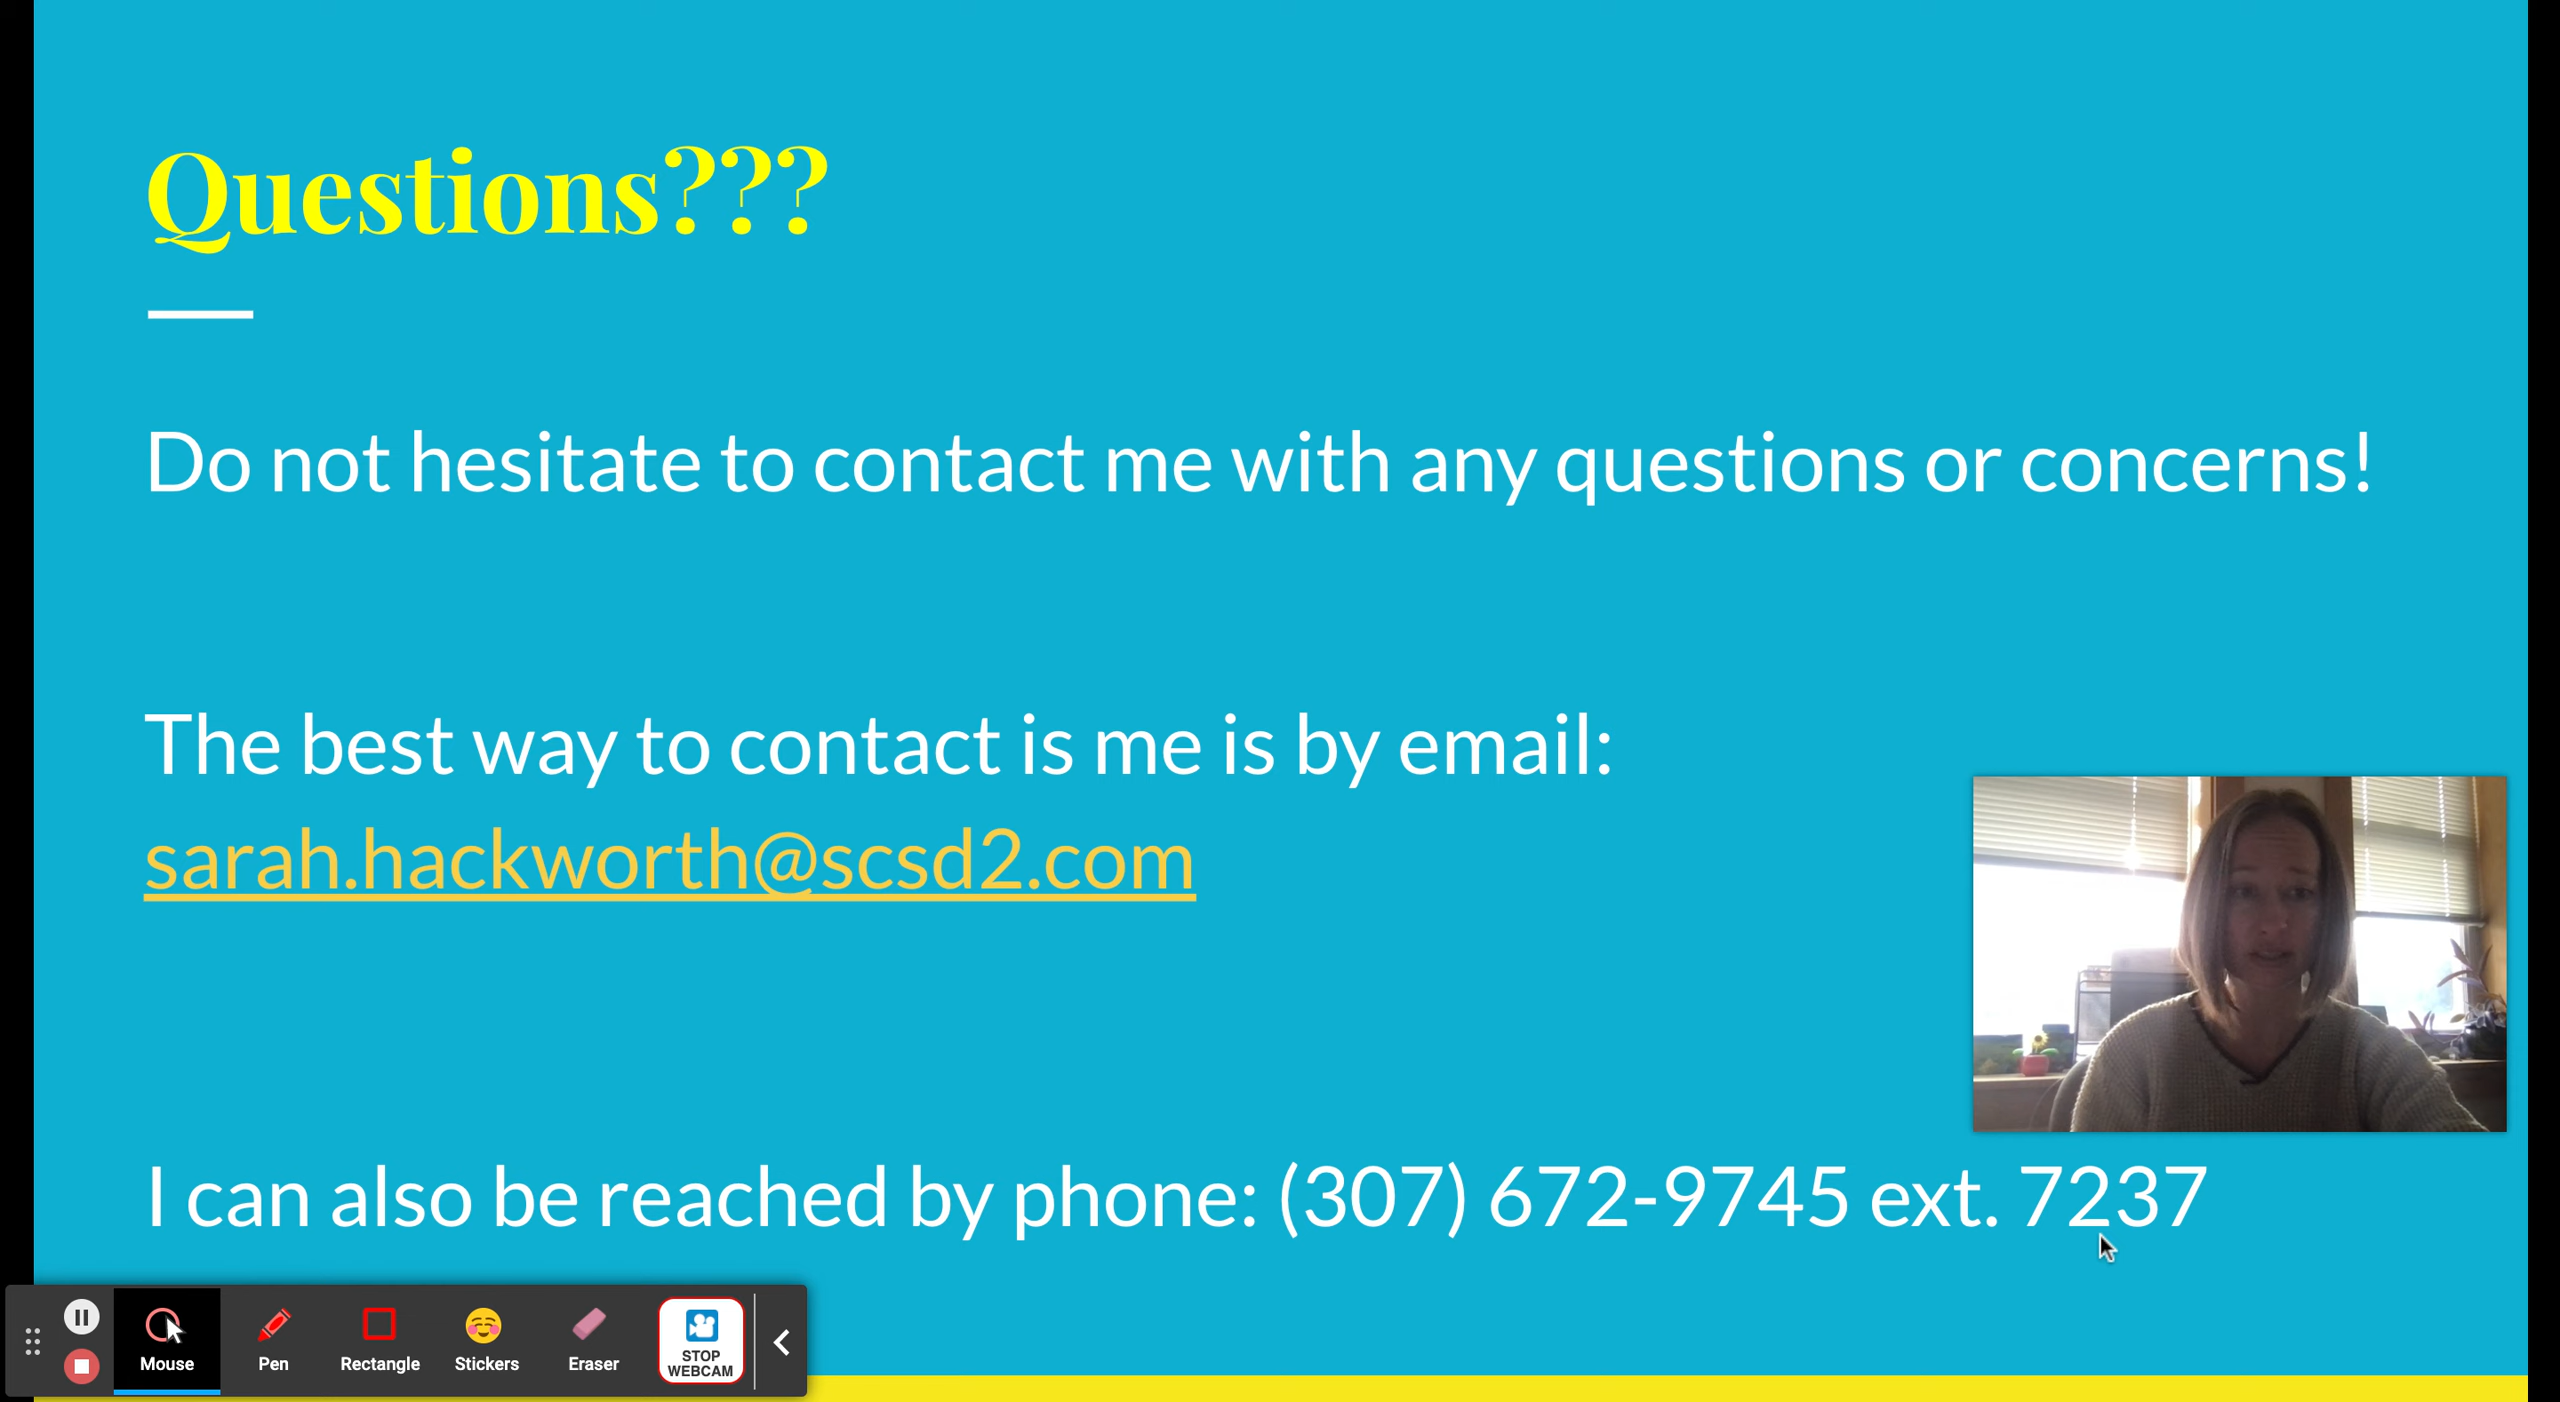 Questions???
Do not hesitate to contact me with any questions or concerns!
The best way to contact is me is by email:
sarah.hackworth@scsd2.com
I can also be reached by phone: (307) 672-9745 ext. 7237
Mouse
Pen
Rectangle
Stickers
Eraser
STOP
WEBCAM